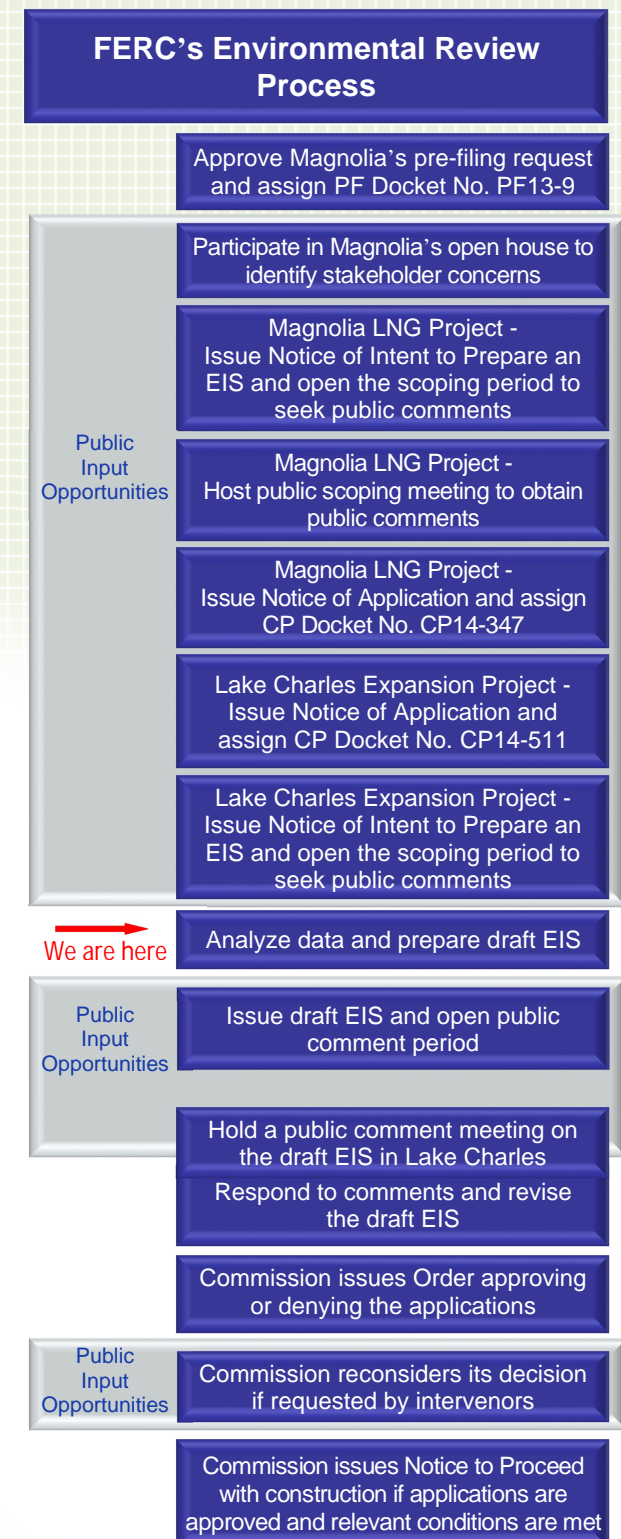 FERC’s Environmental Review
Process
Approve Magnolia’s pre-filing request
and assign PF Docket No. PF13-9
Public
Input
Opportunities
Participate in Magnolia’s open house to
identify stakeholder concerns
Magnolia LNG Project -
Issue Notice of Intent to Prepare an
EIS and open the scoping period to
seek public comments
Magnolia LNG Project -
Host public scoping meeting to obtain
public comments
Magnolia LNG Project -
Issue Notice of Application and assign
CP Docket No. CP14-347
Lake Charles Expansion Project -
Issue Notice of Application and
assign CP Docket No. CP14-511
Lake Charles Expansion Project -
Issue Notice of Intent to Prepare an
EIS and open the scoping period to
seek public comments
We are here
Analyze data and prepare draft EIS
Public
Input
Opportunities
Issue draft EIS and open public
comment period
Hold a public comment meeting on
the draft EIS in Lake Charles
Respond to comments and revise
the draft EIS
Commission issues Order approving
or denying the applications
Public
Input
Opportunities
Commission reconsiders its decision
if requested by intervenors
Commission issues Notice to Proceed
with construction if applications are
approved and relevant conditions are met